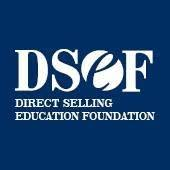 DSEF
DIRECT SELLING
EDUCATION FOUNDATION